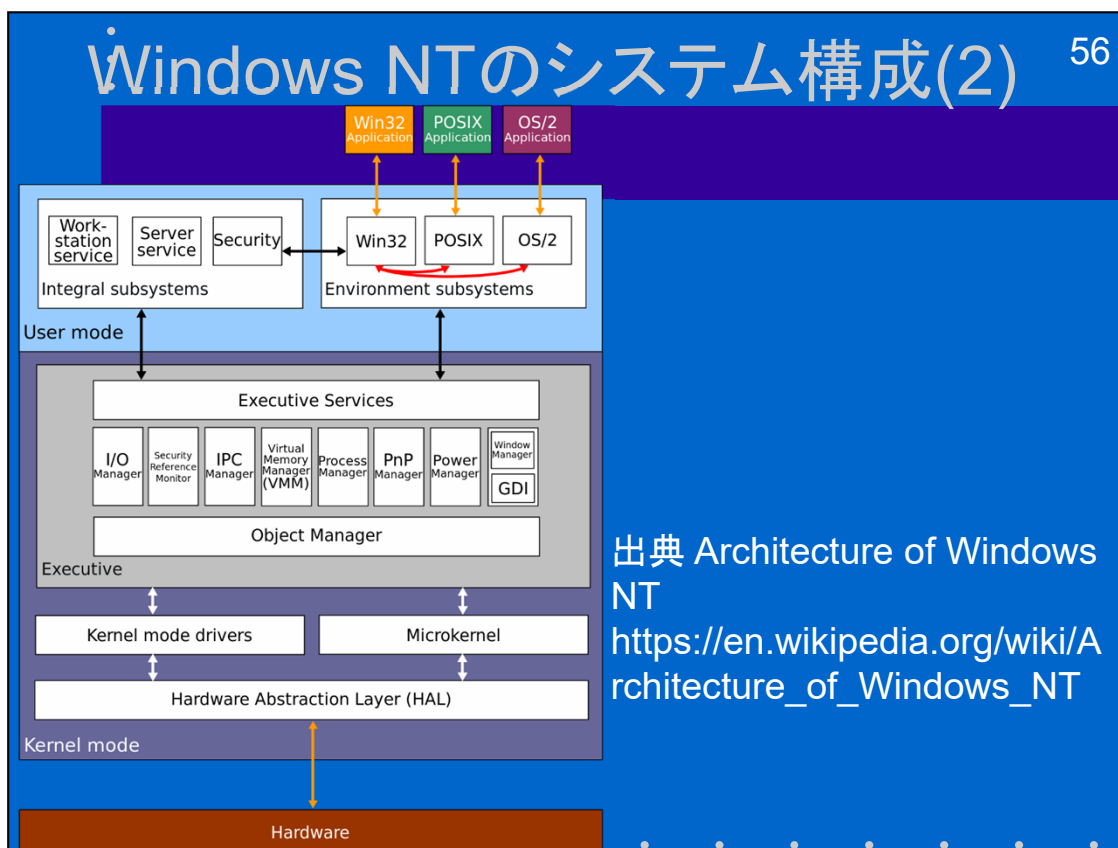 Windows NTのシステム構成(2)
56
Win32
Application
POSIX
Application
OS/2
Application
Work-
station
service
Server
service
Security
Integral subsystems
Win32
POSIX
OS/2
Environment subsystems
User mode
Executive Services
I/O
Manager
Security
Reference
Monitor
IPC
Manager
Virtual
Memory
Manager
(VMM)
Process
Manager
PnP
Manager
Power
Manager
Window
Manager
GDI
Object Manager
Executive
Kernel mode drivers
Microkernel
Hardware Abstraction Layer (HAL)
Kernel mode
Hardware
出典 Architecture of Windows
NT
https://en.wikipedia.org/wiki/A
rchitecture_of_Windows_NT